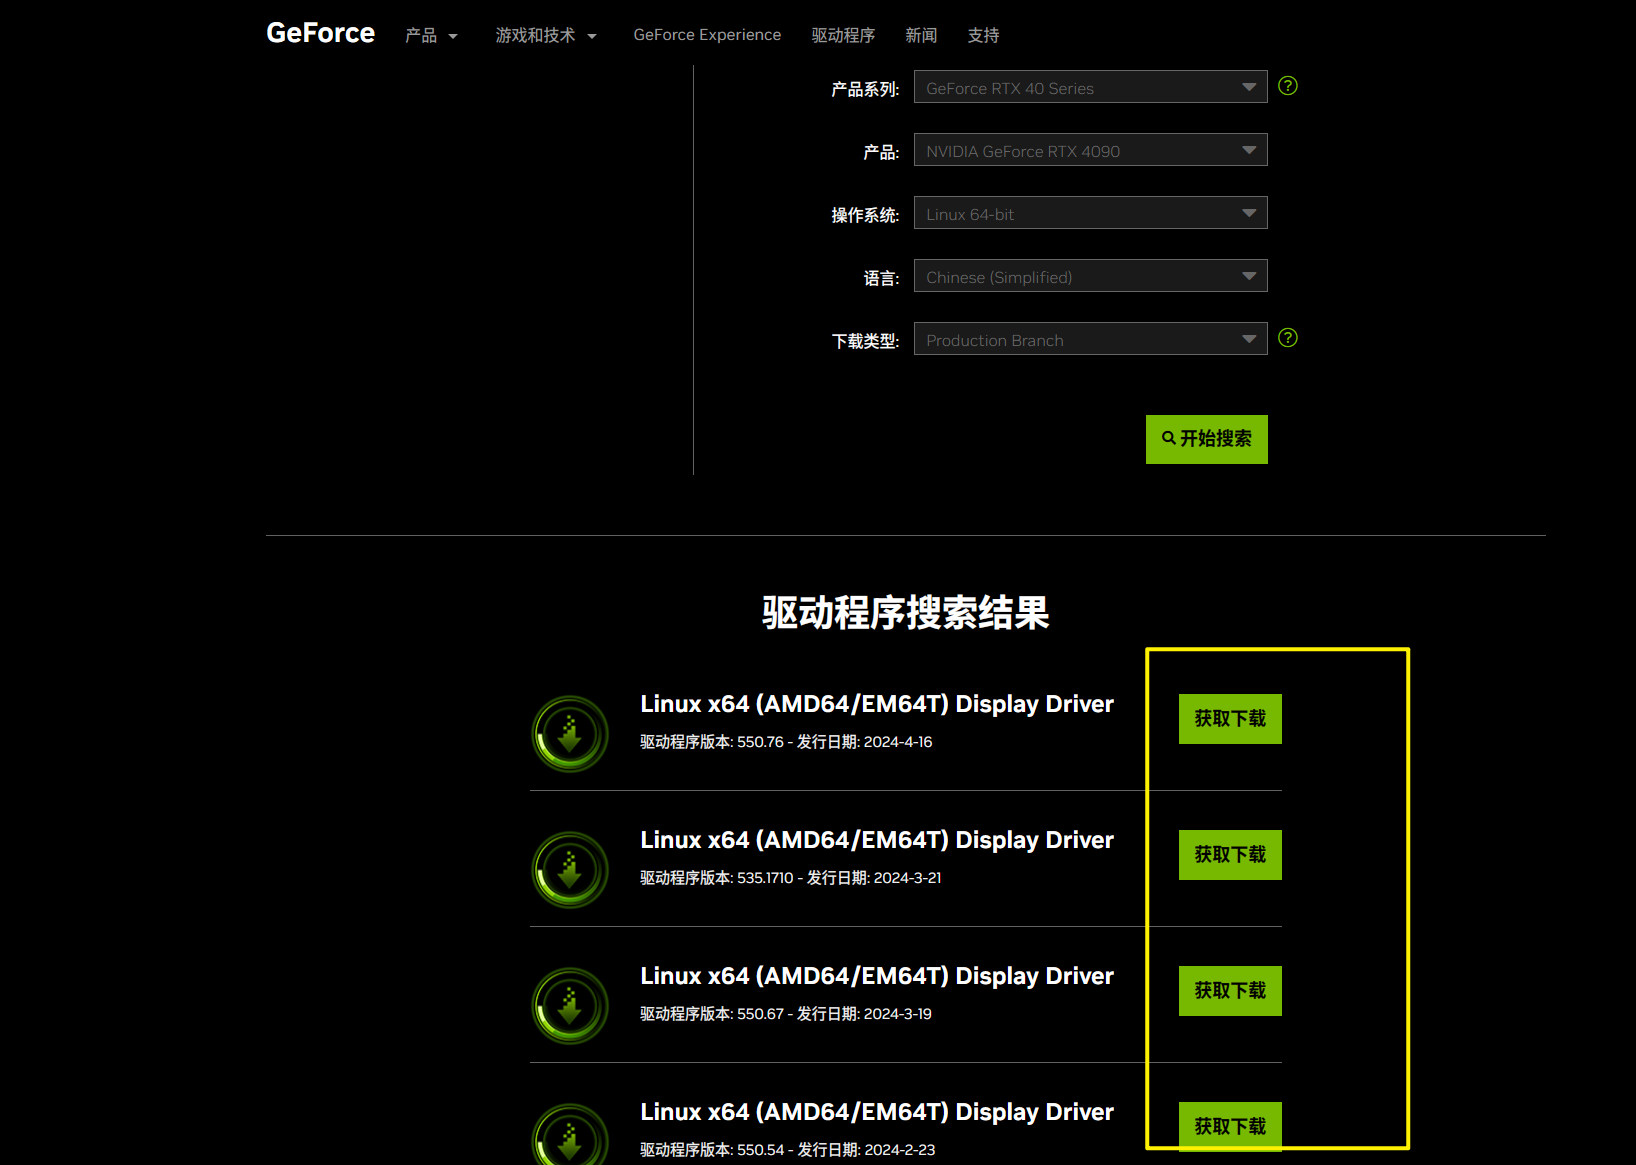 GeForce 产品 游戏和技术 GeForce Experience 驱动程序 新闻 支持
产品系列: GeForce RTX 40 Series ?
产品: NVIDIA GeForce RTX 4090
操作系统: Linux 64-bit
语言: Chinese (Simplified)
下载类型: Production Branch ?
开始搜索
驱动程序搜索结果
Linux x64 (AMD64/EM64T) Display Driver 获取下载
驱动程序版本: 550.76 - 发行日期: 2024-4-16
Linux x64 (AMD64/EM64T) Display Driver 获取下载
驱动程序版本: 535.1710 - 发行日期: 2024-3-21
Linux x64 (AMD64/EM64T) Display Driver 获取下载
驱动程序版本: 550.67 - 发行日期: 2024-3-19
Linux x64 (AMD64/EM64T) Display Driver 获取下载
驱动程序版本: 550.54 - 发行日期: 2024-2-23